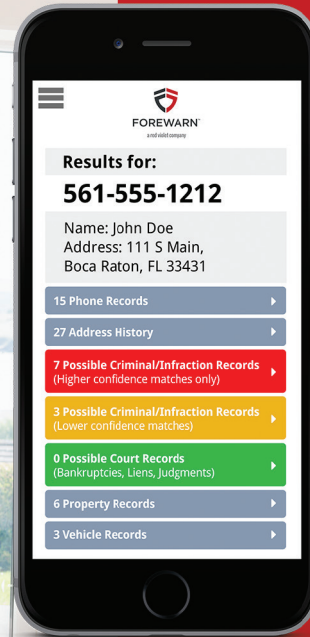 FOREWARN
a red violet company
Results for:
561-555-1212
Name: John Doe
Address: 111 S Main,
Boca Raton, FL 33431
15 Phone Records
27 Address History
7 Possible Criminal/Infraction Records
(Higher confidence matches only)
3 Possible Criminal/Infraction Records
(Lower confidence matches)
0 Possible Court Records
(Bankruptcies, Liens, Judgments)
6 Property Records
3 Vehicle Records